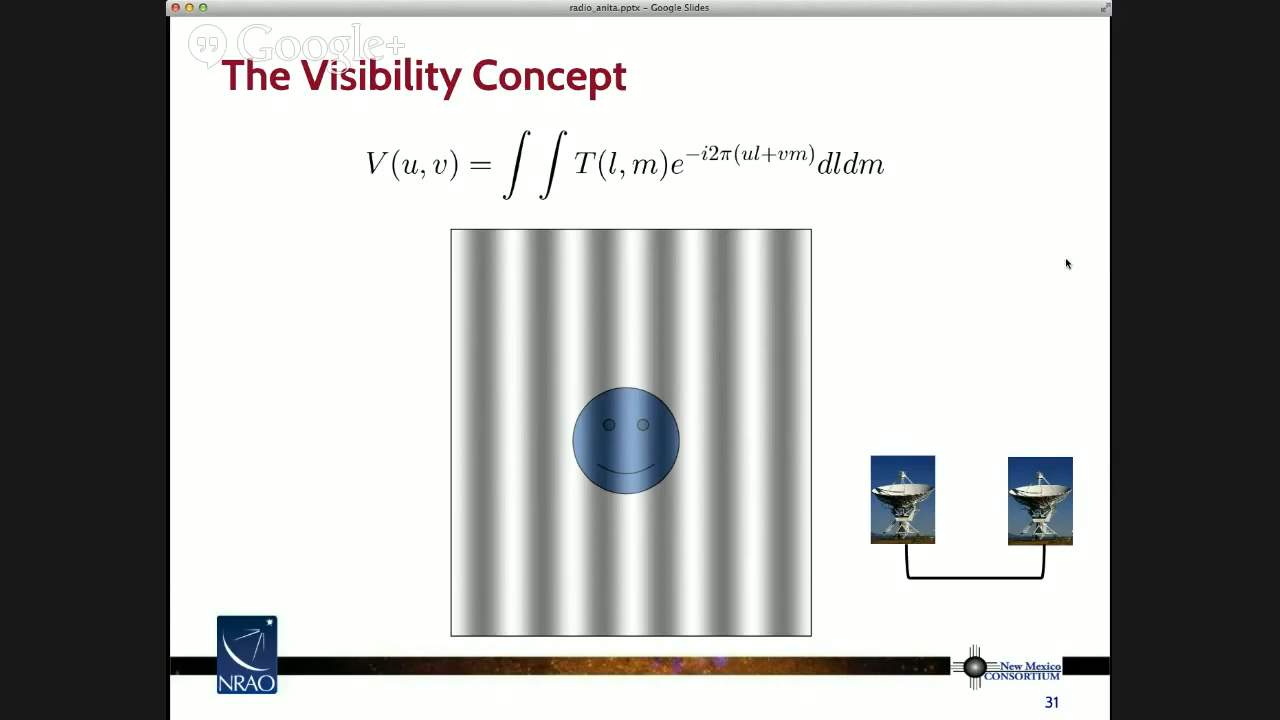 radio_anita.pptx - Google Slides
Google+
The Visibility Concept
V(u, v) = ∫ ∫ T(l, m)e^{−i2π(ul+vm)}dldm
NRAO
New Mexico
CONSORTIUM
31